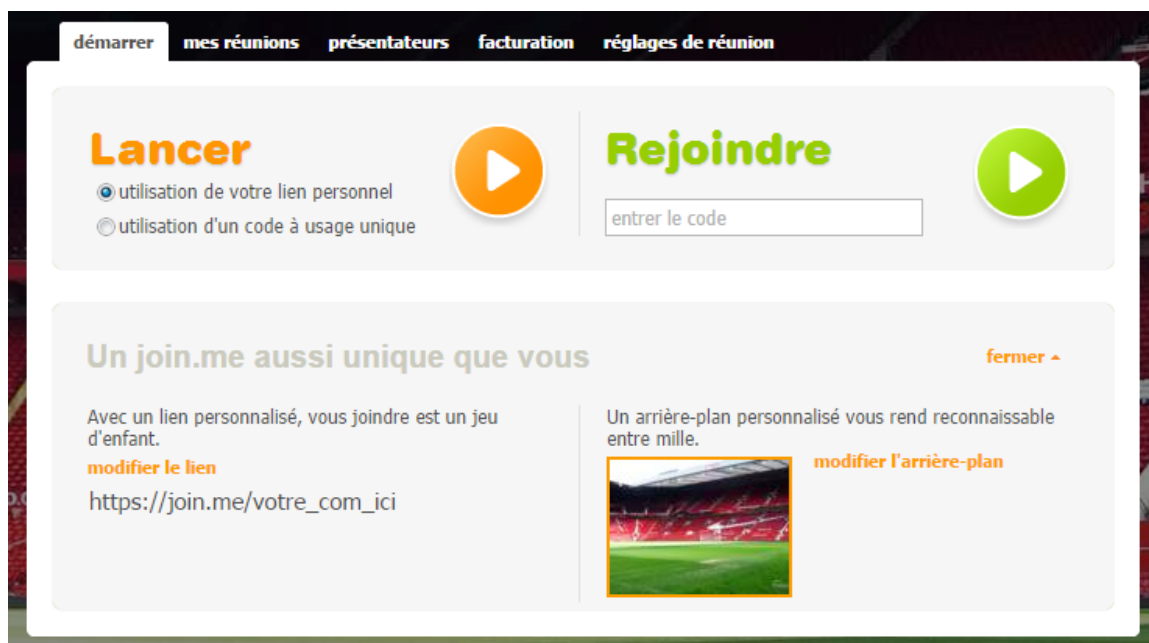 démarrer mes réunions présentateurs facturation réglages de réunion
Lancer
utilisation de votre lien personnel
utilisation d'un code à usage unique
Rejoindre
entrer le code
Un join.me aussi unique que vous
fermer
Avec un lien personnalisé, vous joindre est un jeu
d'enfant.
modifier le lien
https://join.me/votre_com_ici
Un arrière-plan personnalisé vous rend reconnaissable
entre mille.
modifier l'arrière-plan